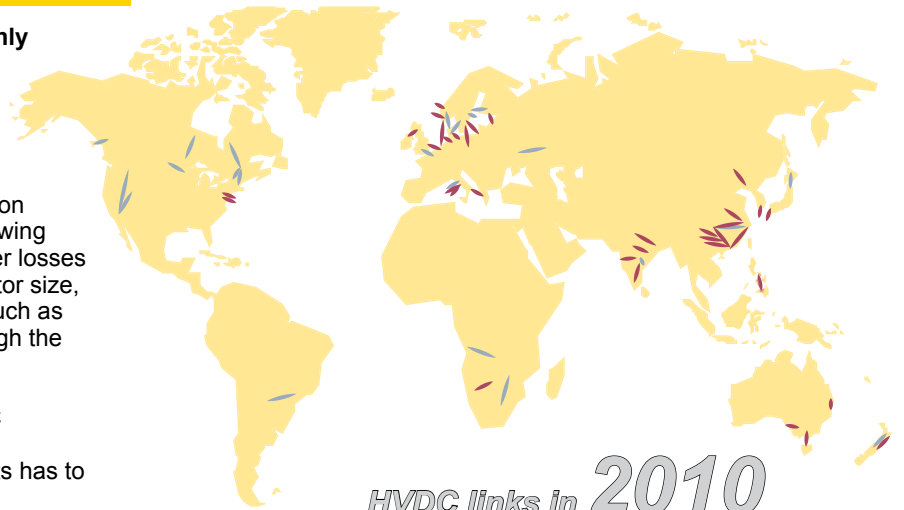 nly
on
wing
er losses
tor size,
uch as
gh the
s has to
HVDC links in 2010